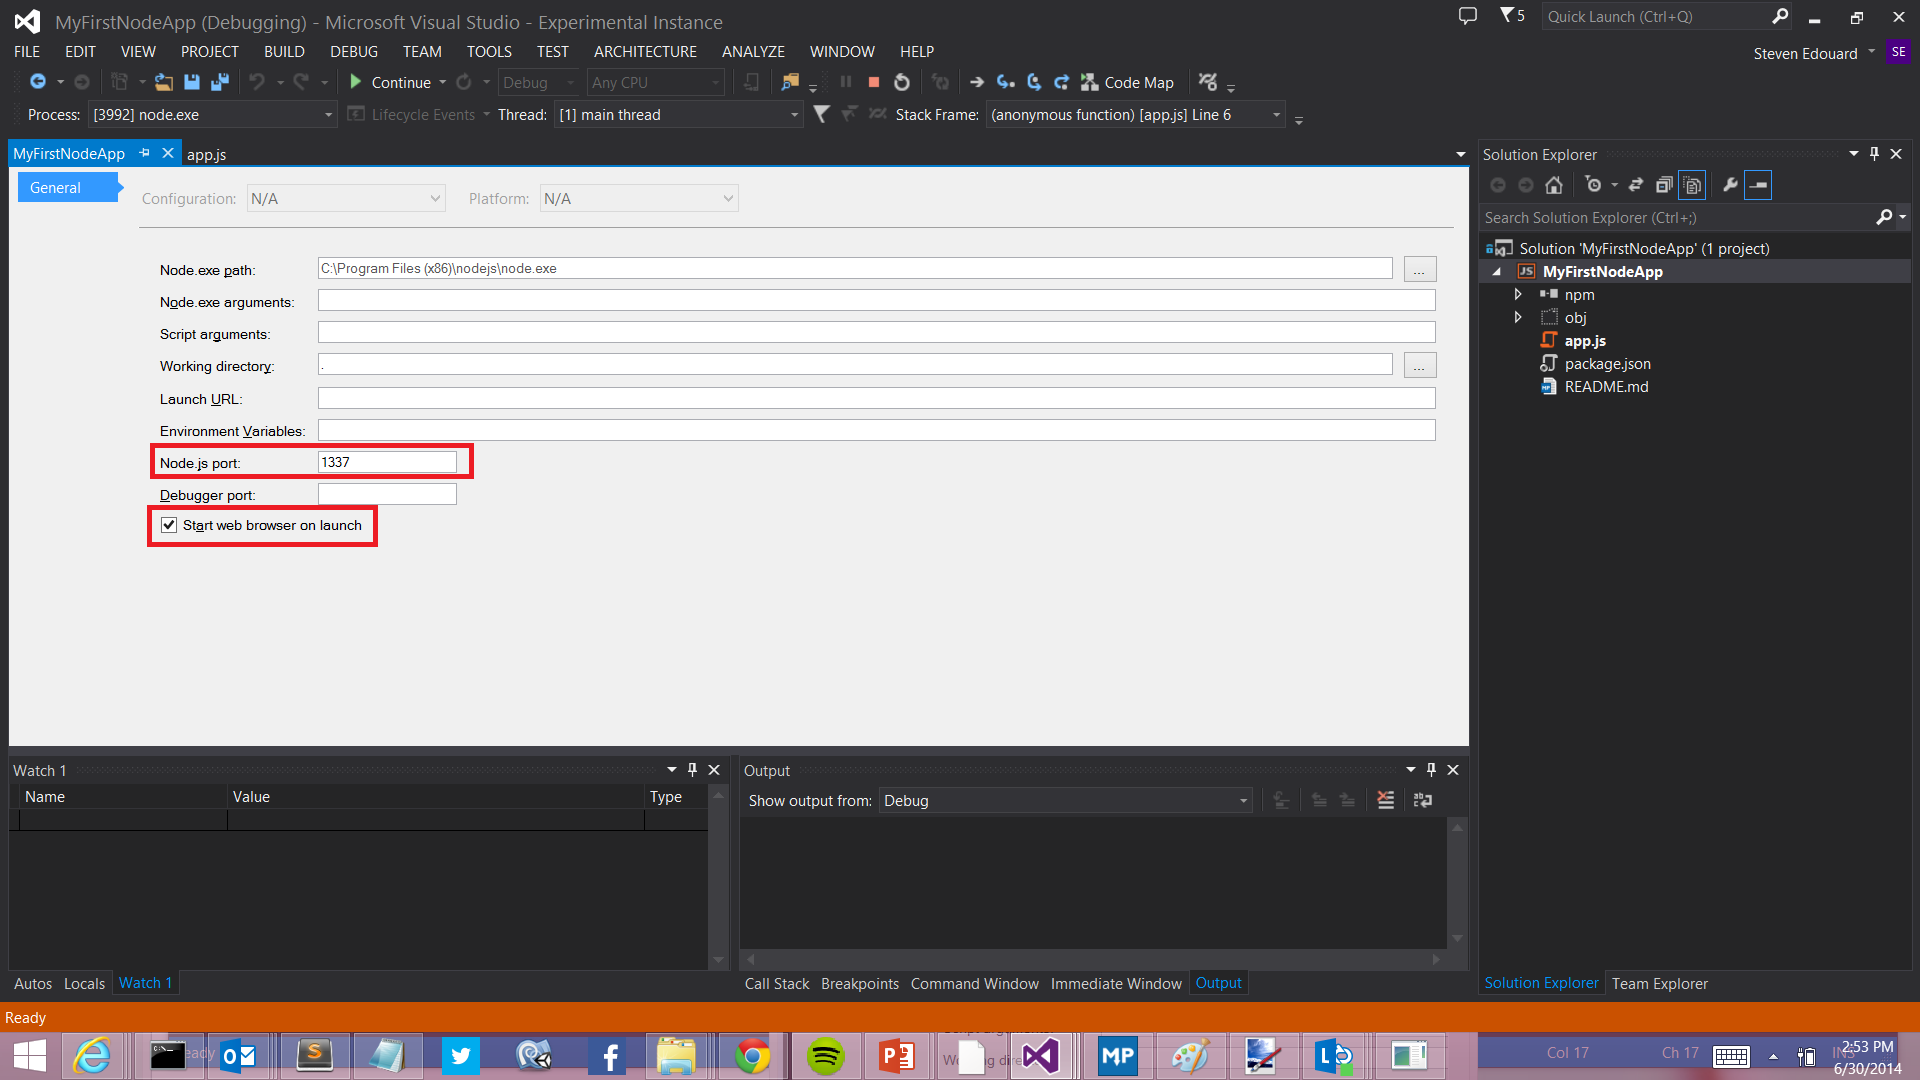 MyFirstNodeApp (Debugging) - Microsoft Visual Studio - Experimental Instance
5
Quick Launch (Ctrl+Q)
FILE EDIT VIEW PROJECT BUILD DEBUG TEAM TOOLS TEST ARCHITECTURE ANALYZE WINDOW HELP
Steven Edouard SE
Continue Debug Any CPU Code Map
Process: [3992] node.exe Lifecycle Events Thread: [1] main thread Stack Frame: (anonymous function) [app.js] Line 6
MyFirstNodeApp app.js
General
Configuration: N/A Platform: N/A
Node.exe path: C:\Program Files (x86)\nodejs\node.exe ...
Node.exe arguments:
Script arguments:
Working directory: . ...
Launch URL:
Environment Variables:
Node.js port: 1337
Debugger port:
Start web browser on launch
Solution Explorer
Search Solution Explorer (Ctrl+;)
Solution 'MyFirstNodeApp' (1 project)
JS MyFirstNodeApp
npm
obj
app.js
package.json
README.md
Watch 1
Name Value Type
Output
Show output from: Debug
Autos Locals Watch 1
Call Stack Breakpoints Command Window Immediate Window Output
Solution Explorer Team Explorer
Ready
MP
Col 17 Ch 17 INS
2:53 PM
6/30/2014